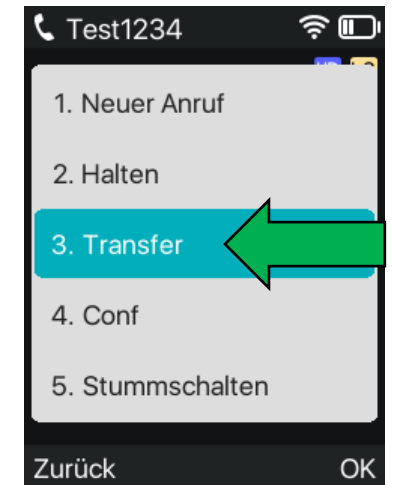 Test1234
1. Neuer Anruf
2. Halten
3. Transfer
4. Conf
5. Stummschalten
Zurück OK